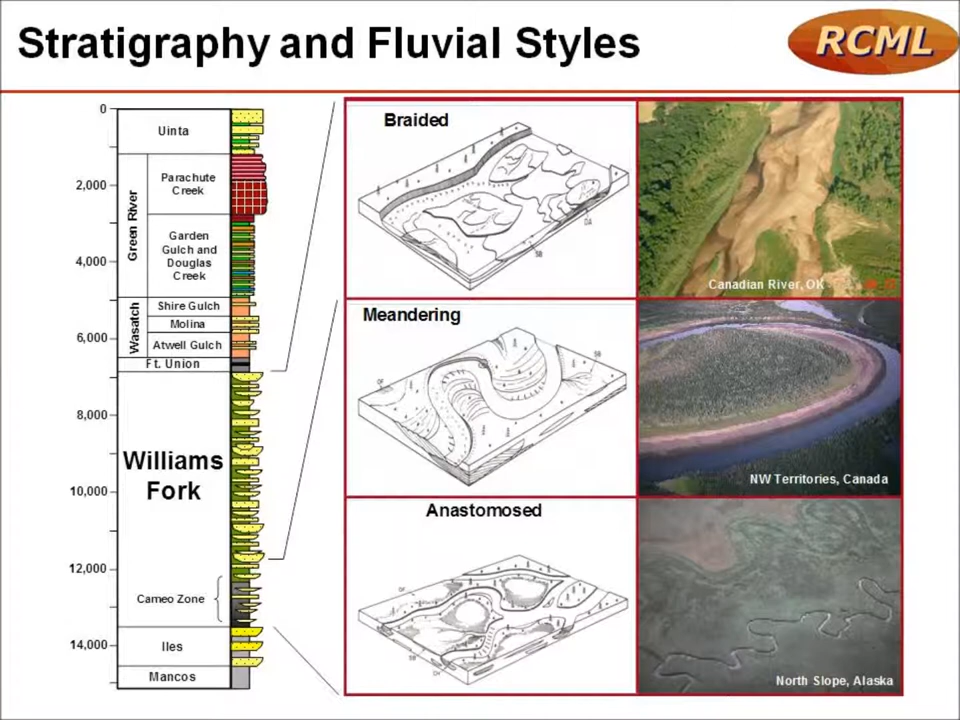 Stratigraphy and Fluvial Styles
RCML
0
2,000
4,000
6,000
8,000
10,000
12,000
14,000
Uinta
Green River
Parachute
Creek
Garden
Gulch and
Douglas
Creek
Wasatch
Shire Gulch
Molina
Atwell Gulch
Ft. Union
Williams
Fork
Cameo Zone
Iles
Mancos
Braided
SB
Canadian River, OK
Meandering
SB
NW Territories, Canada
Anastomosed
North Slope, Alaska